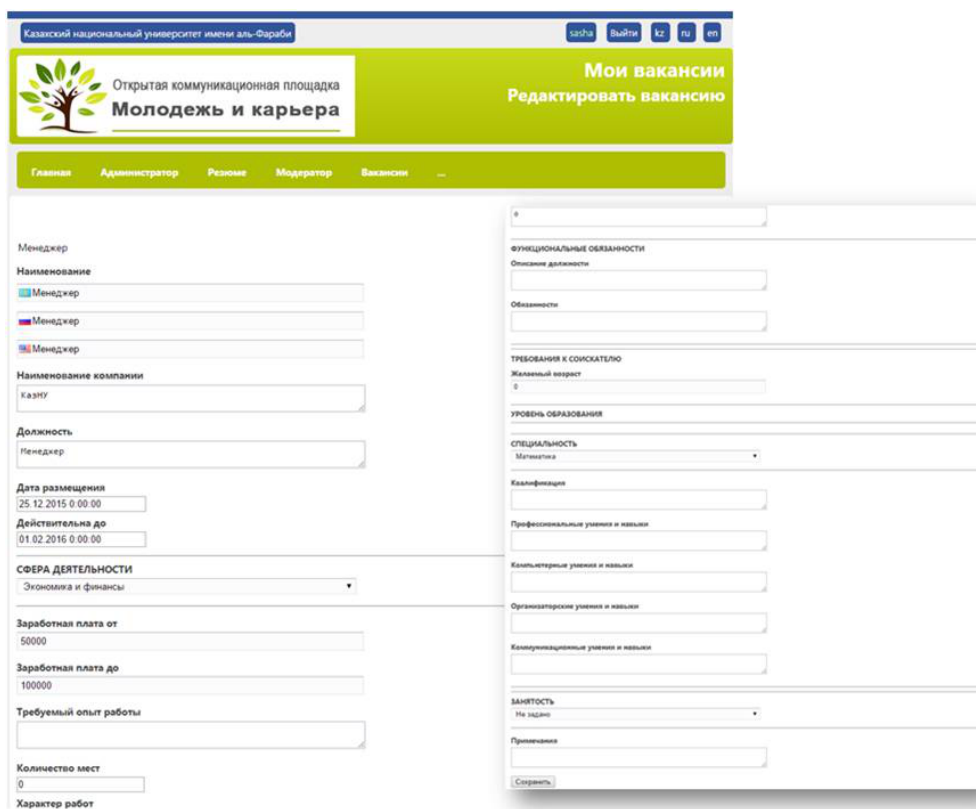 Казахский национальный университет имени аль-Фараби
sasha Выйти kz ru en
Открытая коммуникационная площадка
Молодежь и карьера
Мои вакансии
Редактировать вакансию
Главная Администратор Резюме Модератор Вакансии ...
Менеджер
Наименование
Менеджер
Менеджер
Менеджер
Наименование компании
КазНУ
Должность
Менеджер
Дата размещения
25.12.2015 0:00:00
Действительна до
01.02.2016 0:00:00
СФЕРА ДЕЯТЕЛЬНОСТИ
Экономика и финансы
Заработная плата от
50000
Заработная плата до
100000
Требуемый опыт работы
Количество мест
0
Характер работ
0
ФУНКЦИОНАЛЬНЫЕ ОБЯЗАННОСТИ
Описание должности
Обязанности
ТРЕБОВАНИЯ К СОИСКАТЕЛЮ
Желаемый возраст
0
УРОВЕНЬ ОБРАЗОВАНИЯ
СПЕЦИАЛЬНОСТЬ
Математика
Квалификация
Профессиональные умения и навыки
Компьютерные умения и навыки
Организаторские умения и навыки
Коммуникационные умения и навыки
ЗАНЯТОСТЬ
Не задано
Примечания
Сохранить